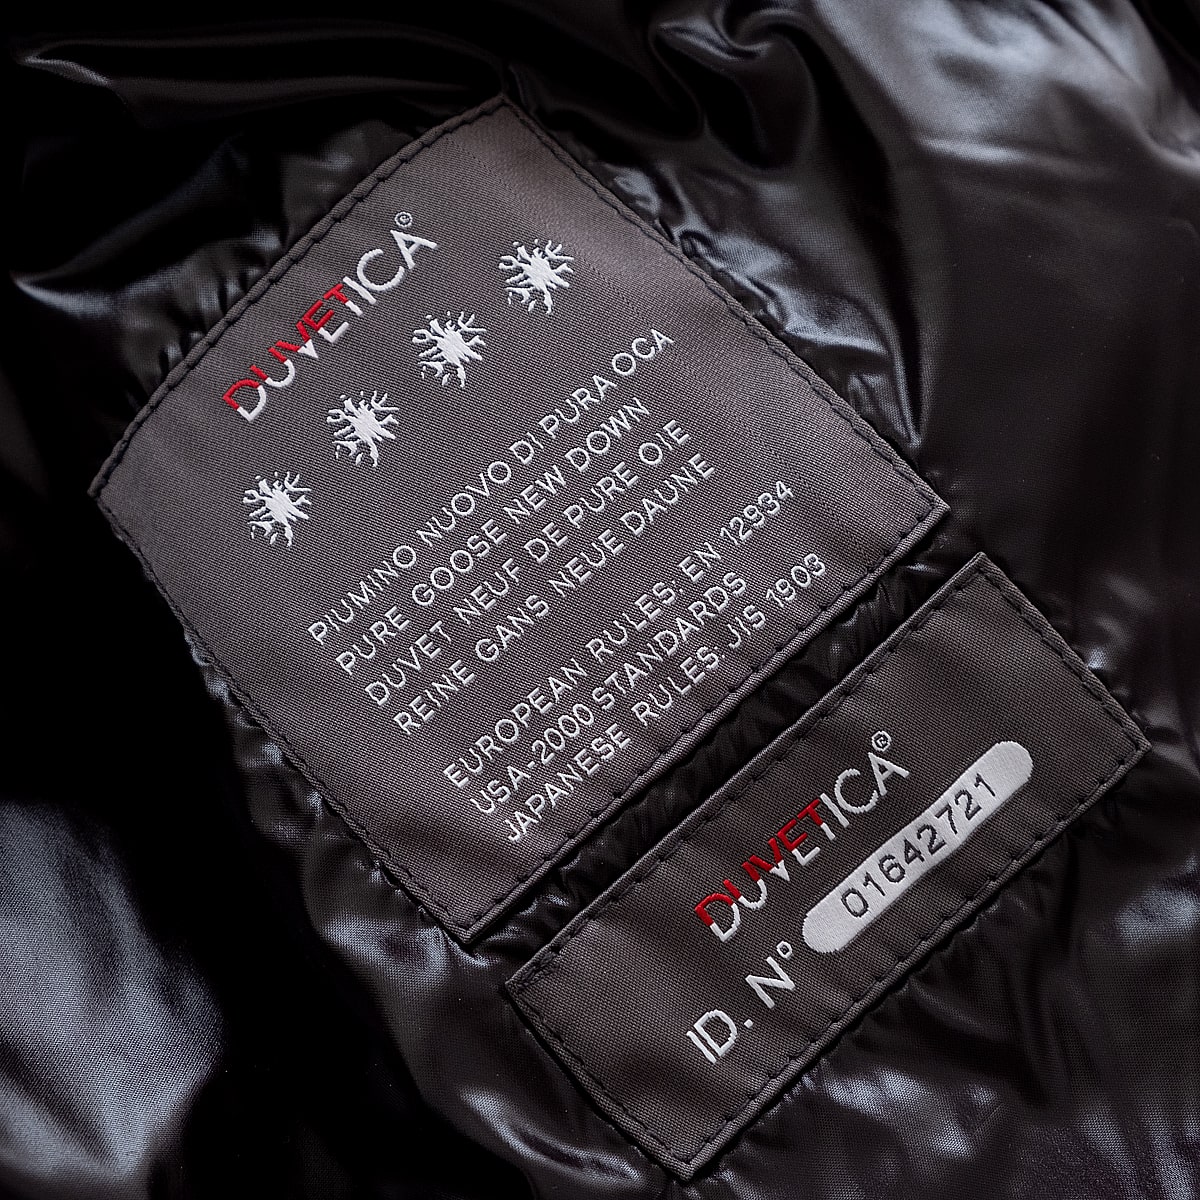 DUVETICA®
PIUMINO NUOVO DI PURA OCA
PURE GOOSE NEW DOWN
DUVET NEUF DE PURE OIE
REINE GANS NEUE DAUNE
EUROPEAN RULES: EN 12934
USA-2000 STANDARDS
JAPANESE RULES JIS 1903
DUVETICA®
ID. N° 01642721